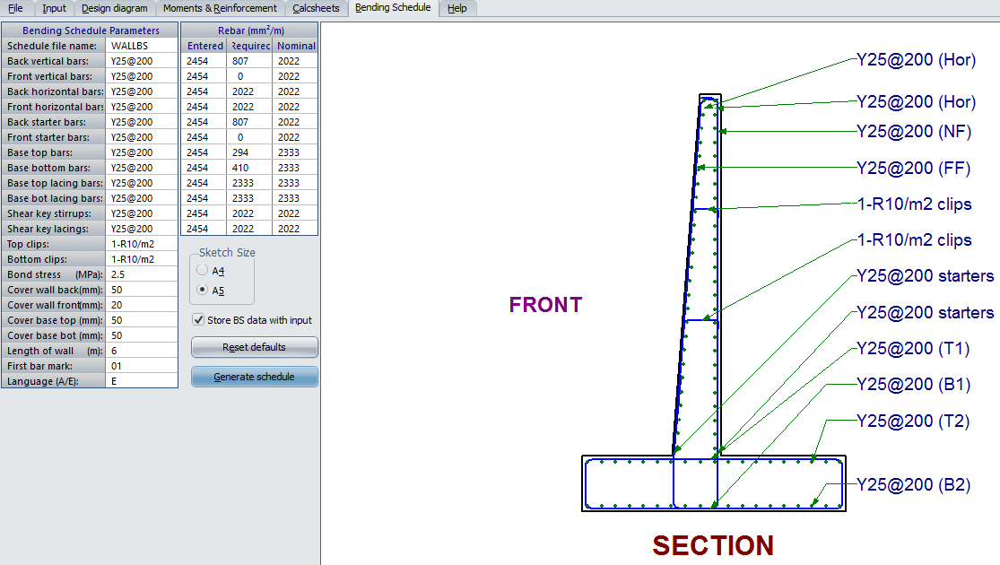 File Input Design diagram Moments & Reinforcement Calcsheets Bending Schedule Help
Bending Schedule Parameters
Schedule file name: WALLBS
Back vertical bars: Y25@200
Front vertical bars: Y25@200
Back horizontal bars: Y25@200
Front horizontal bars Y25@200
Back starter bars: Y25@200
Front starter bars: Y25@200
Base top bars: Y25@200
Base bottom bars: Y25@200
Base top lacing bars: Y25@200
Base bot lacing bars: Y25@200
Shear key stirrups: Y25@200
Shear key lacings: Y25@200
Top clips: 1-R10/m2
Bottom clips: 1-R10/m2
Bond stress (MPa): 2.5
Cover wall back(mm): 50
Cover wall front(mm): 20
Cover base top (mm): 50
Cover base bot (mm): 50
Length of wall (m): 6
First bar mark: 01
Language (A/E): E
Rebar (mm²/m)
Entered Requirec Nominal
2454 807 2022
2454 0 2022
2454 2022 2022
2454 2022 2022
2454 807 2022
2454 0 2022
2454 294 2333
2454 410 2333
2454 2333 2333
2454 2333 2333
2454 2022 2022
2454 2022 2022
Sketch Size
A4
A5
Store BS data with input
Reset defaults
Generate schedule
FRONT
Y25@200 (Hor)
Y25@200 (Hor)
Y25@200 (NF)
Y25@200 (FF)
1-R10/m2 clips
1-R10/m2 clips
Y25@200 starters
Y25@200 starters
Y25@200 (T1)
Y25@200 (B1)
Y25@200 (T2)
Y25@200 (B2)
SECTION